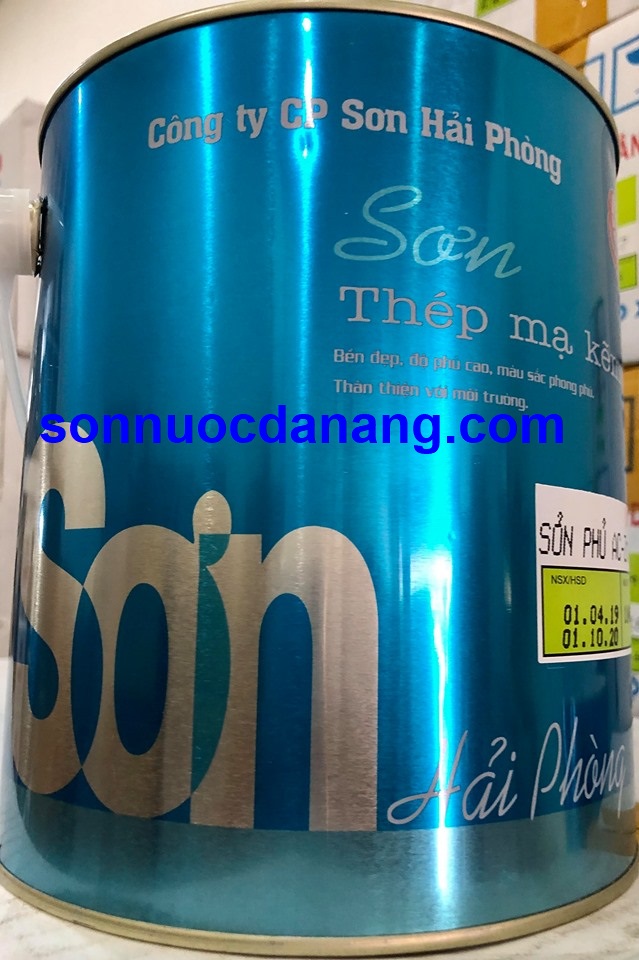 Công ty CP Sơn Hải Phòng
Sơn
Thép mạ kẽm
Bền đẹp, độ phủ cao, màu sắc phong phú.
Thân thiện với môi trường.
sonnuocdanang.com
SƠN PHỦ
NSX/HSD
01.04.19
01.10.20
Sơn
Hải Phòng